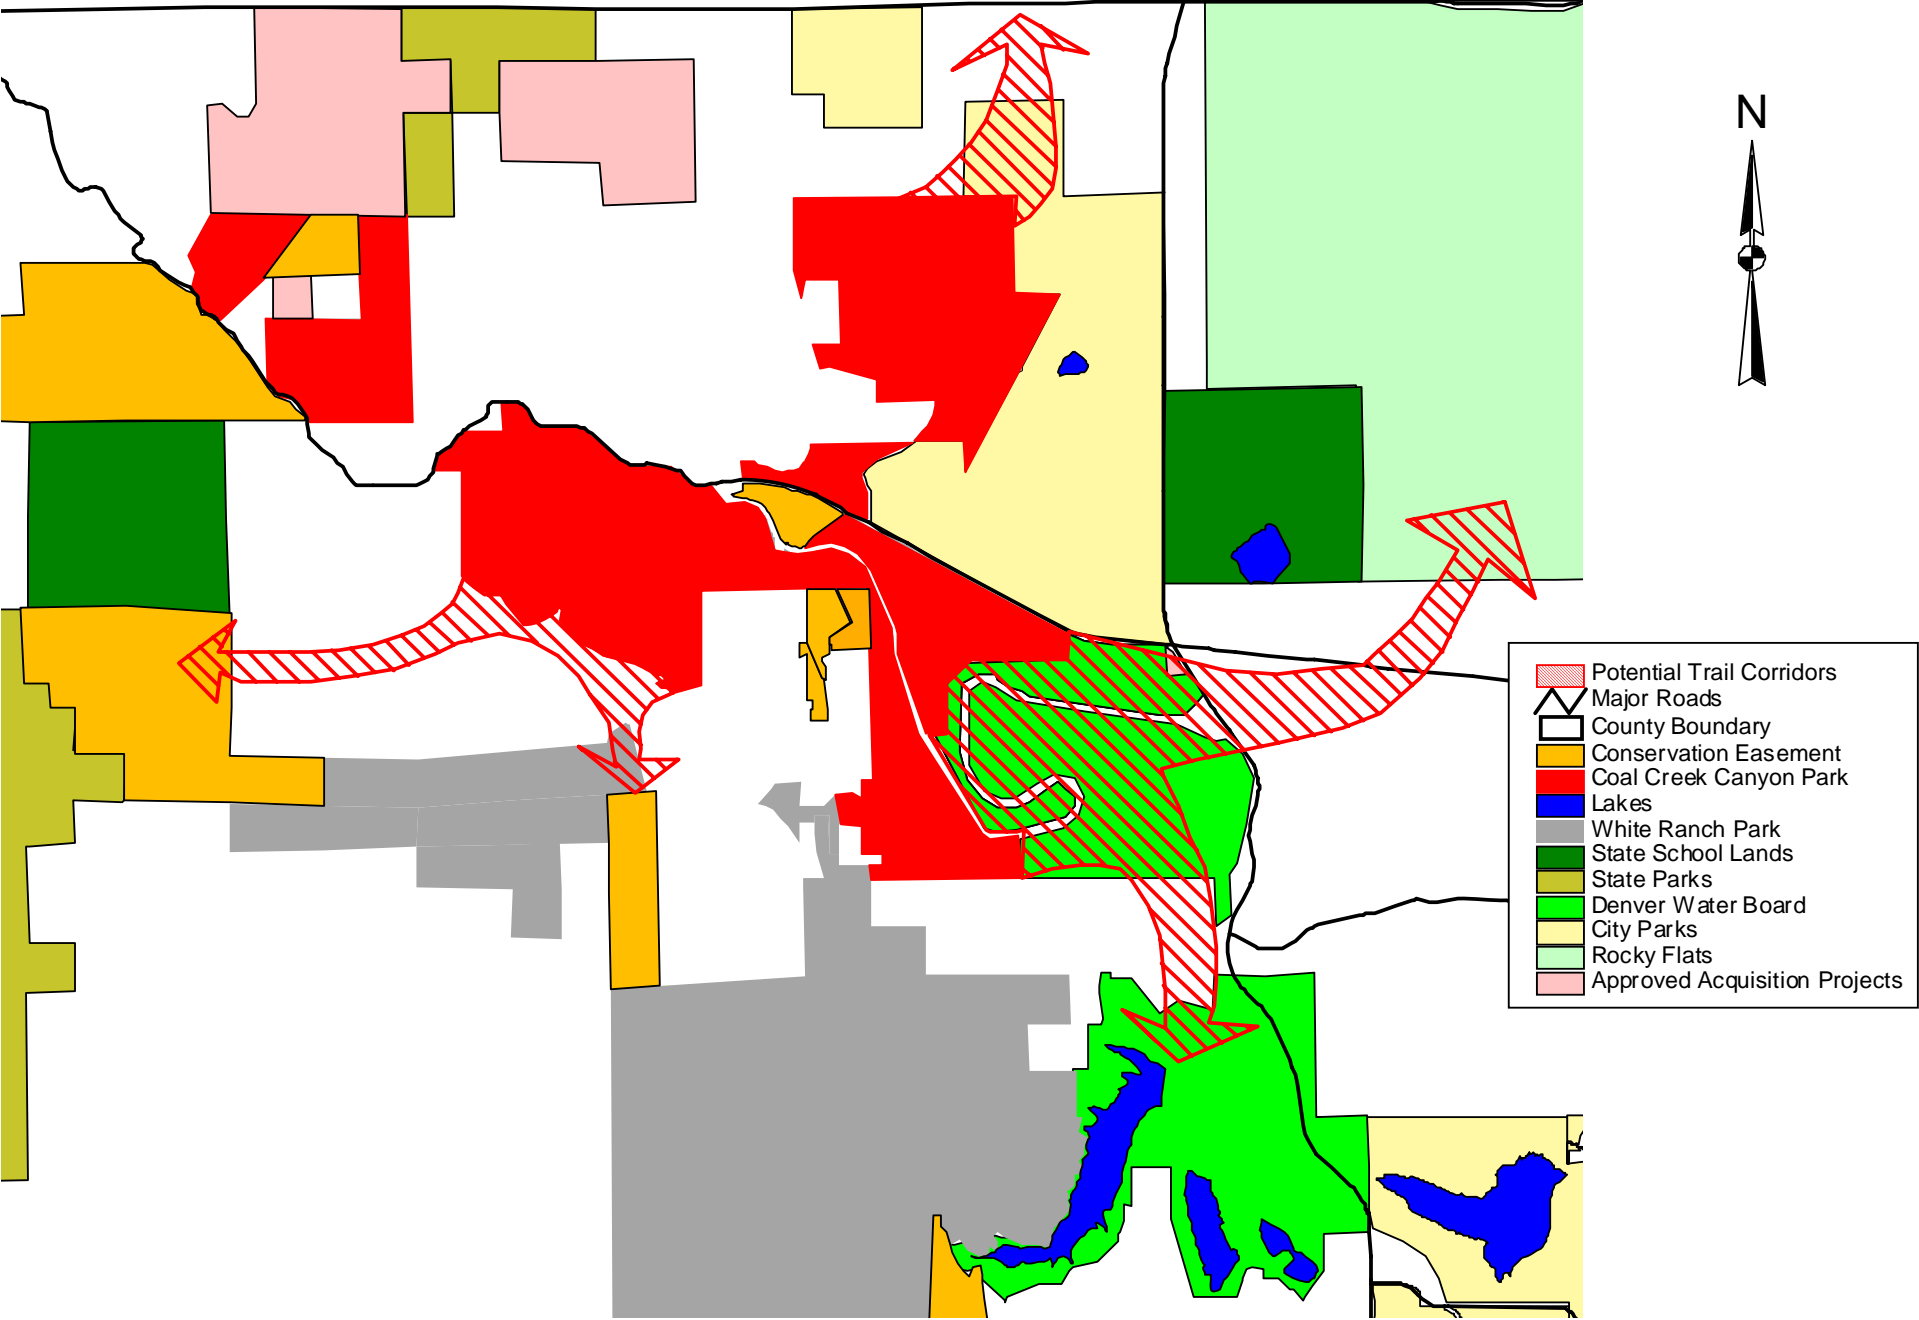 N
Potential Trail Corridors
Major Roads
County Boundary
Conservation Easement
Coal Creek Canyon Park
Lakes
White Ranch Park
State School Lands
State Parks
Denver Water Board
City Parks
Rocky Flats
Approved Acquisition Projects